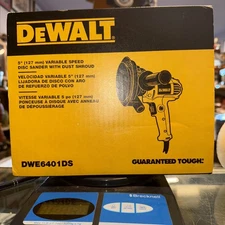 DEWALT
5" (127 mm) VARIABLE SPEED
DISC SANDER WITH DUST SHROUD
VELOCIDAD VARIABLE 5" (127 mm)
LIJADORA DE DISCO CON ARO
DE REFUERZO DE POLVO
VITESSE VARIABLE 5 po (127 mm)
PONCEUSE À DISQUE AVEC ANNEAU
DE DÉPOUSSIÉRAGE
DWE6401DS
GUARANTEED TOUGH.